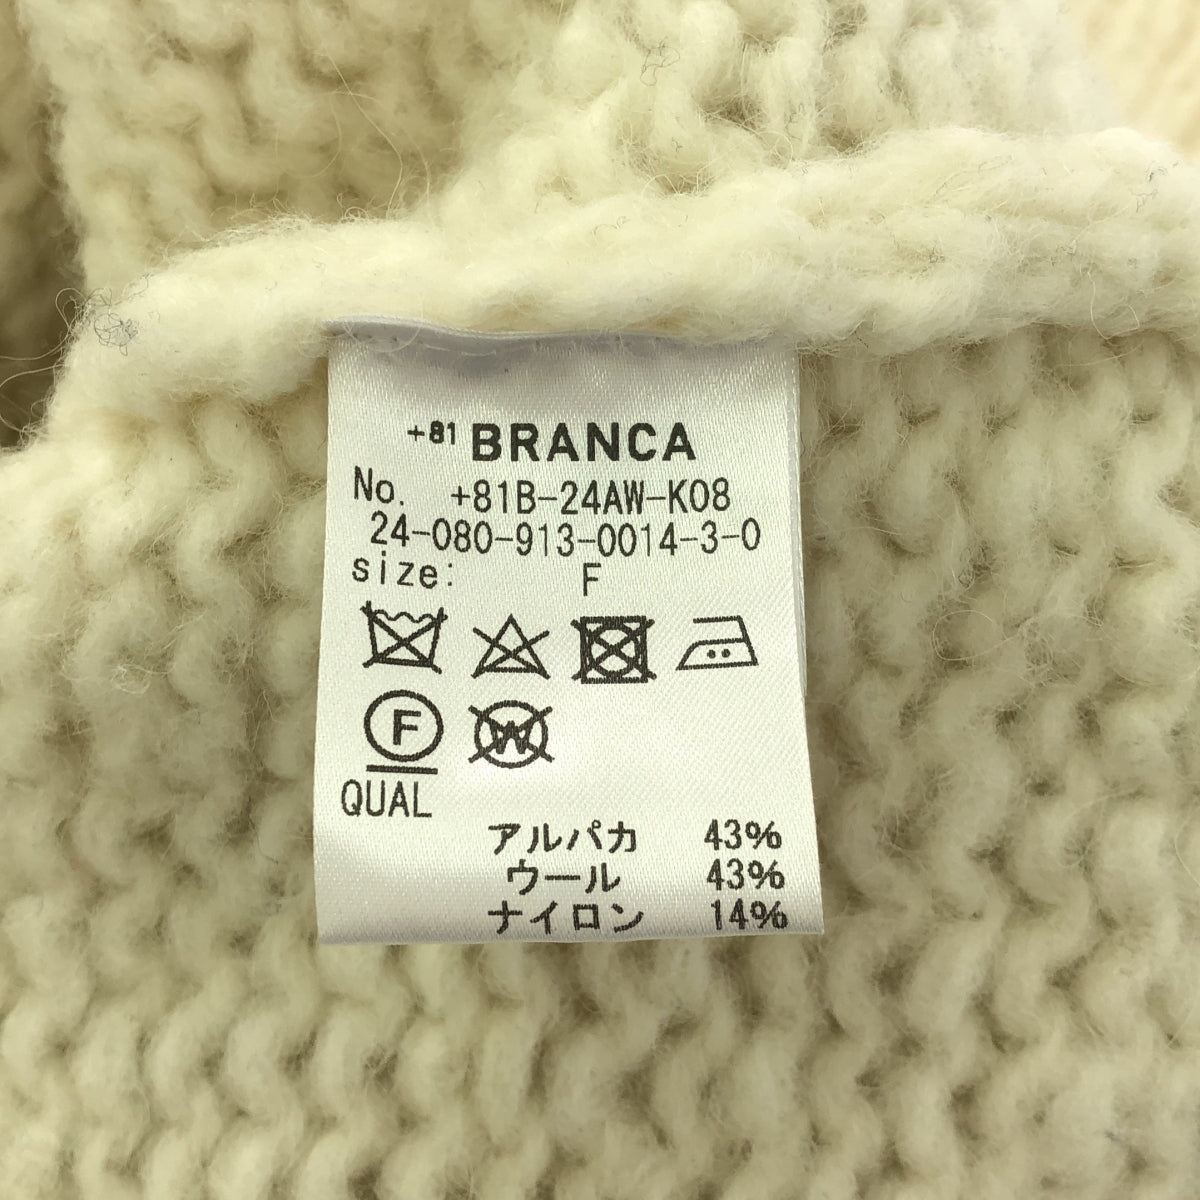 +81 BRANCA
No. +81B-24AW-K08
24-080-913-0014-3-0
size: F
F W
QUAL
アルパカ 43%
ウール 43%
ナイロン 14%